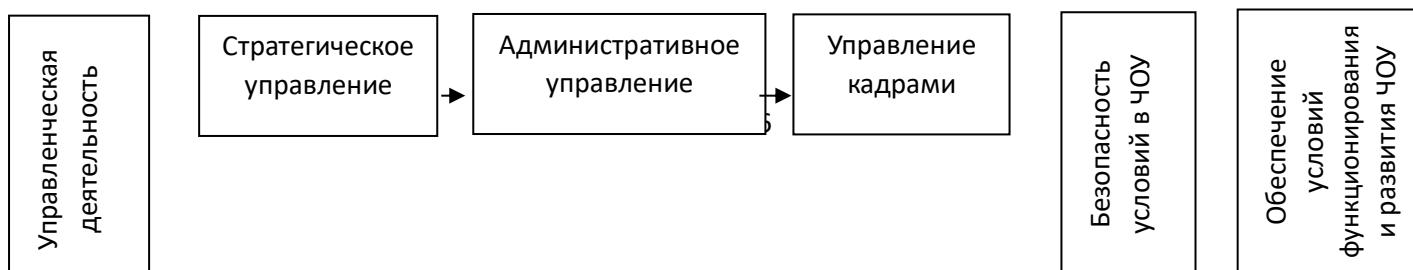 Управленческая
деятельность
Стратегическое
управление
Административное
управление
Управление
кадрами
Безопасность
условий в ЧОУ
Обеспечение
условий
функционирования
и развития ЧОУ